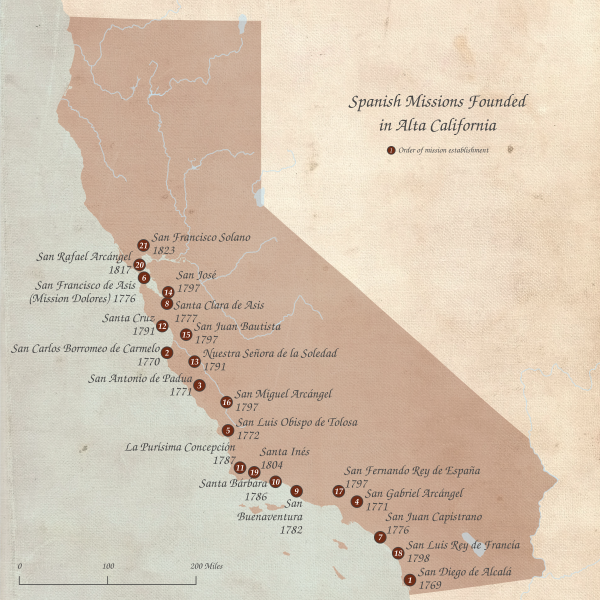 Spanish Missions Founded
in Alta California
1 Order of mission establishment
21 San Francisco Solano
1823
San Rafael Arcángel 20
1817
San Francisco de Asis 6
(Mission Dolores) 1776
14 San José
1797
8 Santa Clara de Asis
1777
Santa Cruz 12
1791
15 San Juan Bautista
1797
San Carlos Borromeo de Carmelo 2
1770
13 Nuestra Señora de la Soledad
1791
San Antonio de Padua 3
1771
16 San Miguel Arcángel
1797
5 San Luis Obispo de Tolosa
1772
La Purísima Concepción 11
1787
19 Santa Inés
1804
Santa Bárbara 10
1786
9 San
Buenaventura
1782
17 San Fernando Rey de España
1797
4 San Gabriel Arcángel
1771
7 San Juan Capistrano
1776
18 San Luis Rey de Francia
1798
1 San Diego de Alcalá
1769
0 100 200 Miles